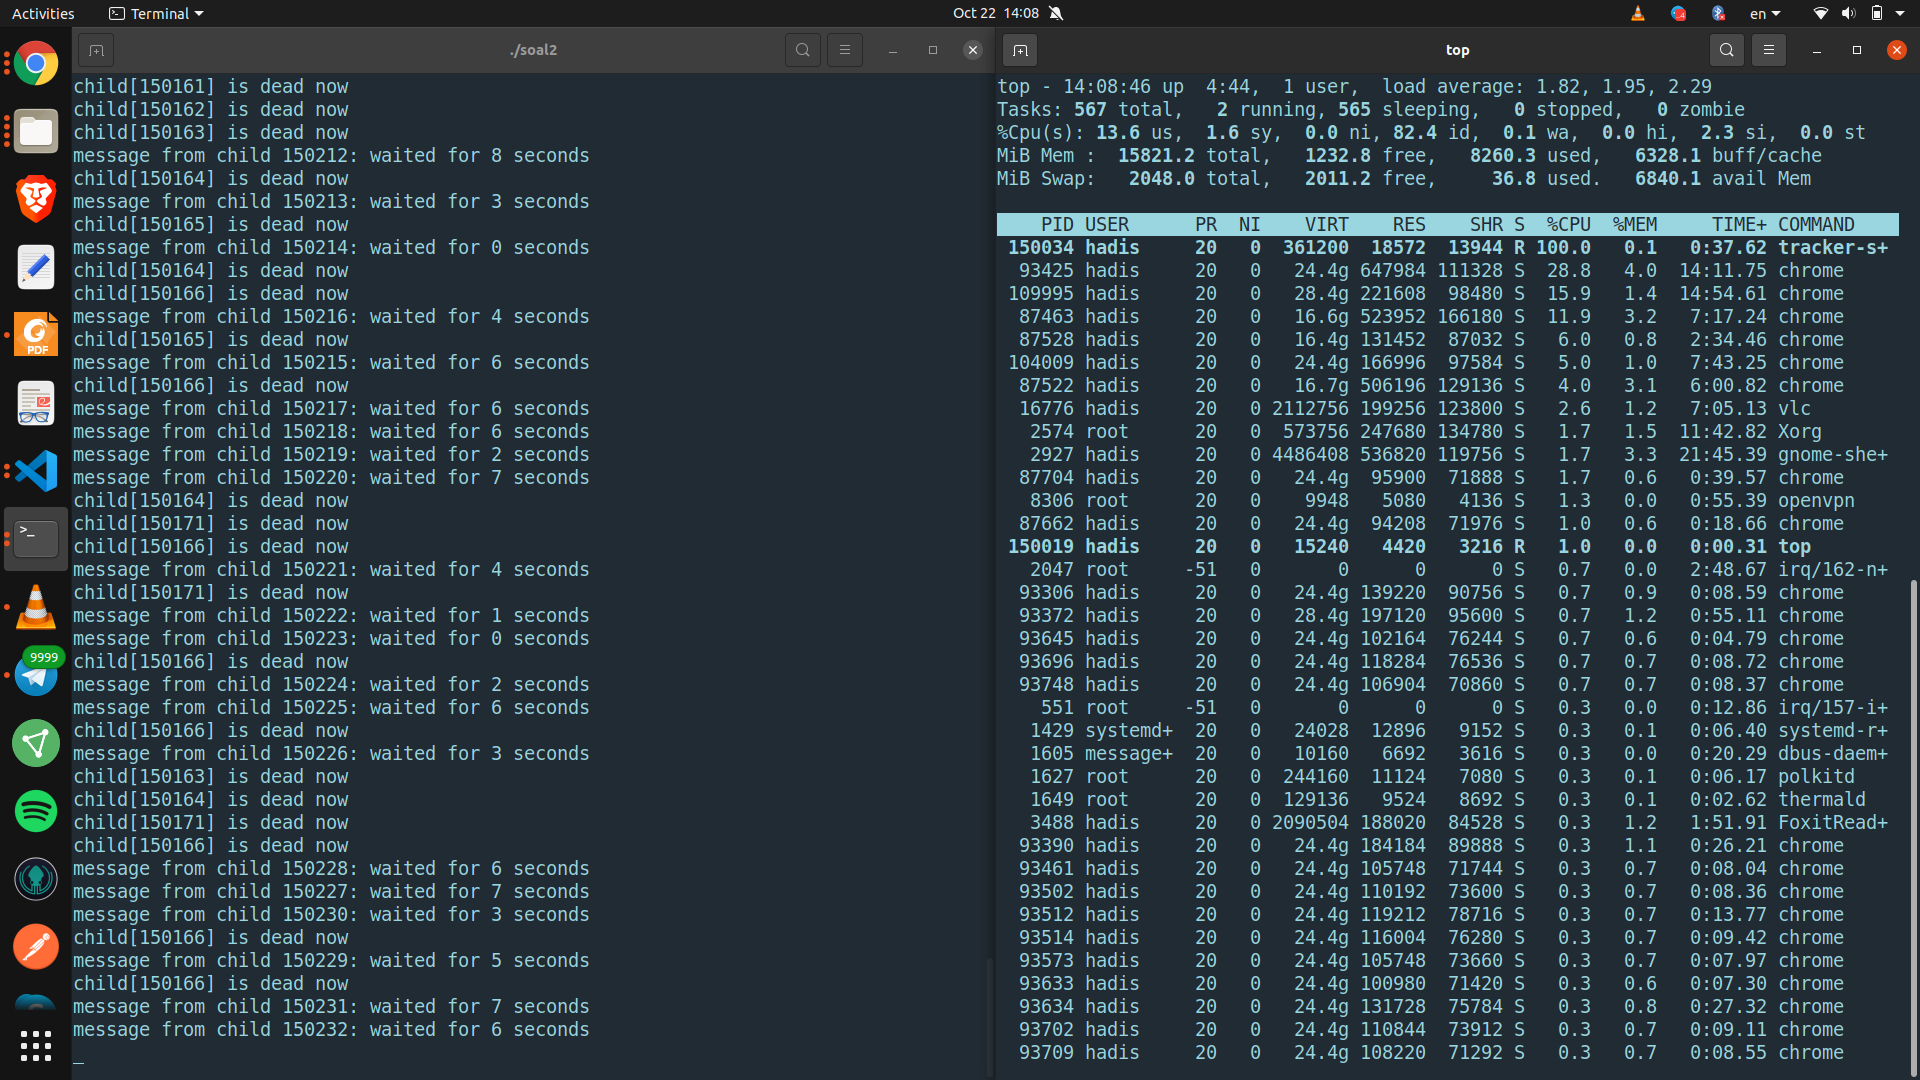 Activities
Terminal
Oct 22 14:08
en
./soal2
child[150161] is dead now
child[150162] is dead now
child[150163] is dead now
message from child 150212: waited for 8 seconds
child[150164] is dead now
message from child 150213: waited for 3 seconds
child[150165] is dead now
message from child 150214: waited for 0 seconds
child[150164] is dead now
child[150166] is dead now
message from child 150216: waited for 4 seconds
child[150165] is dead now
message from child 150215: waited for 6 seconds
child[150166] is dead now
message from child 150217: waited for 6 seconds
message from child 150218: waited for 6 seconds
message from child 150219: waited for 2 seconds
message from child 150220: waited for 7 seconds
child[150164] is dead now
child[150171] is dead now
child[150166] is dead now
message from child 150221: waited for 4 seconds
child[150171] is dead now
message from child 150222: waited for 1 seconds
message from child 150223: waited for 0 seconds
child[150166] is dead now
message from child 150224: waited for 2 seconds
message from child 150225: waited for 6 seconds
child[150166] is dead now
message from child 150226: waited for 3 seconds
child[150163] is dead now
child[150164] is dead now
child[150171] is dead now
child[150166] is dead now
message from child 150228: waited for 6 seconds
message from child 150227: waited for 7 seconds
message from child 150230: waited for 3 seconds
child[150166] is dead now
message from child 150229: waited for 5 seconds
child[150166] is dead now
message from child 150231: waited for 7 seconds
message from child 150232: waited for 6 seconds
top
top - 14:08:46 up  4:44,  1 user,  load average: 1.82, 1.95, 2.29
Tasks: 567 total,   2 running, 565 sleeping,   0 stopped,   0 zombie
%Cpu(s): 13.6 us,  1.6 sy,  0.0 ni, 82.4 id,  0.1 wa,  0.0 hi,  2.3 si,  0.0 st
MiB Mem :  15821.2 total,   1232.8 free,   8260.3 used,   6328.1 buff/cache
MiB Swap:   2048.0 total,   2011.2 free,     36.8 used.   6840.1 avail Mem
PID USER PR NI VIRT RES SHR S %CPU %MEM TIME+ COMMAND
150034 hadis 20 0 361200 18572 13944 R 100.0 0.1 0:37.62 tracker-s+
93425 hadis 20 0 24.4g 647984 111328 S 28.8 4.0 14:11.75 chrome
109995 hadis 20 0 28.4g 221608 98480 S 15.9 1.4 14:54.61 chrome
87463 hadis 20 0 16.6g 523952 166180 S 11.9 3.2 7:17.24 chrome
87528 hadis 20 0 16.4g 131452 87032 S 6.0 0.8 2:34.46 chrome
104009 hadis 20 0 24.4g 166996 97584 S 5.0 1.0 7:43.25 chrome
87522 hadis 20 0 16.7g 506196 129136 S 4.0 3.1 6:00.82 chrome
16776 hadis 20 0 2112756 199256 123800 S 2.6 1.2 7:05.13 vlc
2574 root 20 0 573756 247680 134780 S 1.7 1.5 11:42.82 Xorg
2927 hadis 20 0 4486408 536820 119756 S 1.7 3.3 21:45.39 gnome-she+
87704 hadis 20 0 24.4g 95900 71888 S 1.7 0.6 0:39.57 chrome
8306 root 20 0 9948 5080 4136 S 1.3 0.0 0:55.39 openvpn
87662 hadis 20 0 24.4g 94208 71976 S 1.0 0.6 0:18.66 chrome
150019 hadis 20 0 15240 4420 3216 R 1.0 0.0 0:00.31 top
2047 root -51 0 0 0 0 S 0.7 0.0 2:48.67 irq/162-n+
93306 hadis 20 0 24.4g 139220 90756 S 0.7 0.9 0:08.59 chrome
93372 hadis 20 0 28.4g 197120 95600 S 0.7 1.2 0:55.11 chrome
93645 hadis 20 0 24.4g 102164 76244 S 0.7 0.6 0:04.79 chrome
93696 hadis 20 0 24.4g 118284 76536 S 0.7 0.7 0:08.72 chrome
93748 hadis 20 0 24.4g 106904 70860 S 0.7 0.7 0:08.37 chrome
551 root -51 0 0 0 0 S 0.3 0.0 0:12.86 irq/157-i+
1429 systemd+ 20 0 24028 12896 9152 S 0.3 0.1 0:06.40 systemd-r+
1605 message+ 20 0 10160 6692 3616 S 0.3 0.0 0:20.29 dbus-daem+
1627 root 20 0 244160 11124 7080 S 0.3 0.1 0:06.17 polkitd
1649 root 20 0 129136 9524 8692 S 0.3 0.1 0:02.62 thermald
3488 hadis 20 0 2090504 188020 84528 S 0.3 1.2 1:51.91 FoxitRead+
93390 hadis 20 0 24.4g 184184 89888 S 0.3 1.1 0:26.21 chrome
93461 hadis 20 0 24.4g 105748 71744 S 0.3 0.7 0:08.04 chrome
93502 hadis 20 0 24.4g 110192 73600 S 0.3 0.7 0:08.36 chrome
93512 hadis 20 0 24.4g 119212 78716 S 0.3 0.7 0:13.77 chrome
93514 hadis 20 0 24.4g 116004 76280 S 0.3 0.7 0:09.42 chrome
93573 hadis 20 0 24.4g 105748 73660 S 0.3 0.7 0:07.97 chrome
93633 hadis 20 0 24.4g 100980 71420 S 0.3 0.6 0:07.30 chrome
93634 hadis 20 0 24.4g 131728 75784 S 0.3 0.8 0:27.32 chrome
93702 hadis 20 0 24.4g 110844 73912 S 0.3 0.7 0:09.11 chrome
93709 hadis 20 0 24.4g 108220 71292 S 0.3 0.7 0:08.55 chrome
PDF
9999